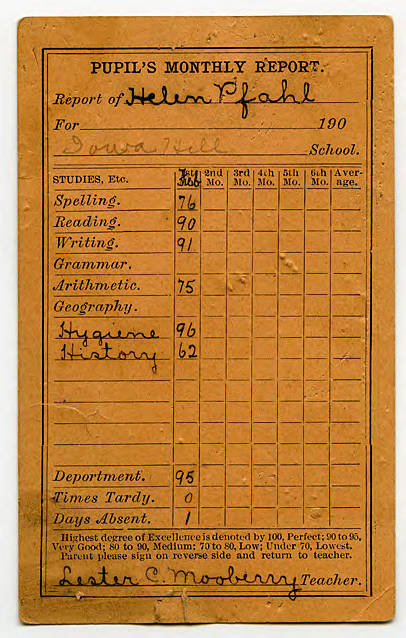 PUPIL'S MONTHLY REPORT.
Report of Helen Pfahl
For 190
Iowa Hill School.
STUDIES, Etc. Feb 2nd Mo. 3rd Mo. 4th Mo. 5th Mo. 6th Mo. Average.
Spelling. 76
Reading. 90
Writing. 91
Grammar.
Arithmetic. 75
Geography.
Hygiene 96
History 62
Deportment. 95
Times Tardy. 0
Days Absent. 1
Highest degree of Excellence is denoted by 100, Perfect; 90 to 95,
Very Good; 80 to 90, Medium; 70 to 80, Low; Under 70, Lowest.
Parent please sign on reverse side and return to teacher.
Lester C. Mooberry Teacher.